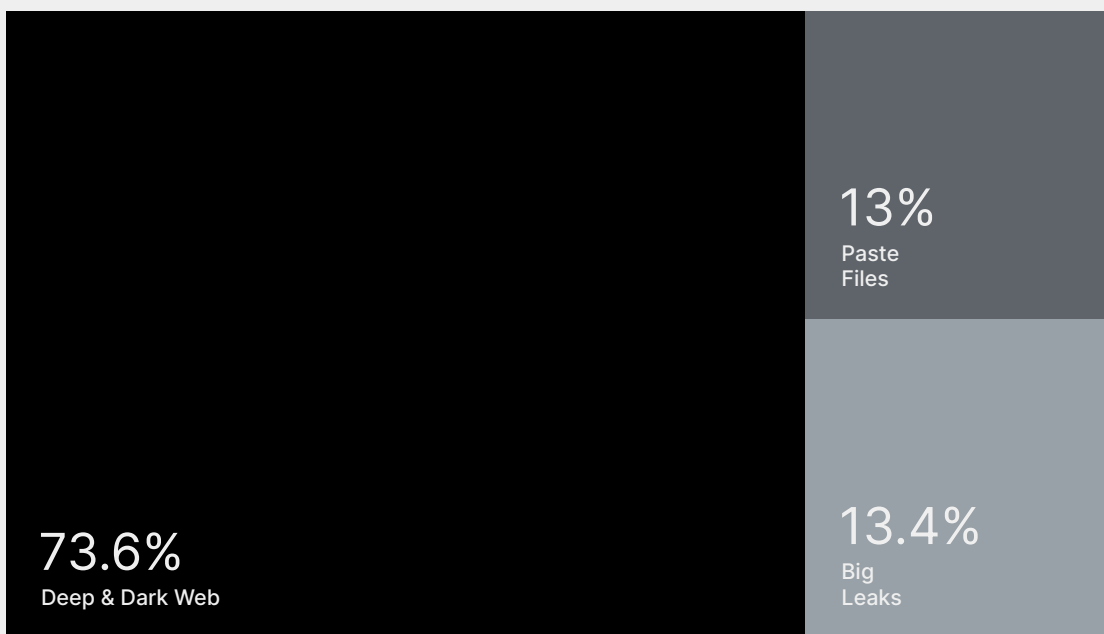 73.6%
Deep & Dark Web
13%
Paste
Files
13.4%
Big
Leaks